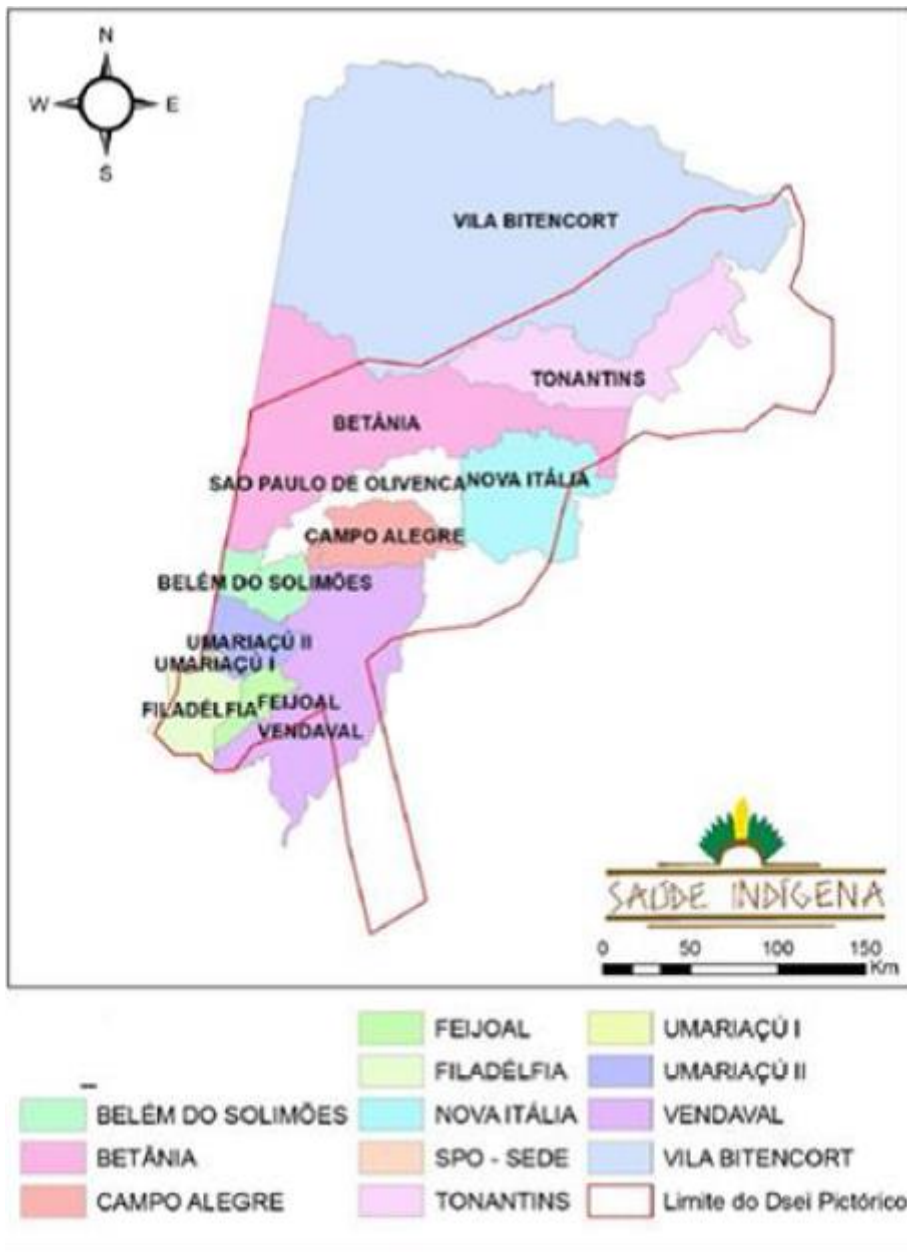 N
W E
S
VILA BITENCORT
TONANTINS
BETÂNIA
SAO PAULO DE OLIVENCA
NOVA ITÁLIA
CAMPO ALEGRE
BELÉM DO SOLIMÕES
UMARIAÇÚ II
UMARIAÇÚ I
FILADÉLFIA
FEIJOAL
VENDAVAL
SAÚDE INDÍGENA
0 50 100 150
Km
BELÉM DO SOLIMÕES
BETÂNIA
CAMPO ALEGRE
FEIJOAL
FILADÉLFIA
NOVA ITÁLIA
SPO - SEDE
TONANTINS
UMARIAÇÚ I
UMARIAÇÚ II
VENDAVAL
VILA BITENCORT
Limite do Dsei Pictórico